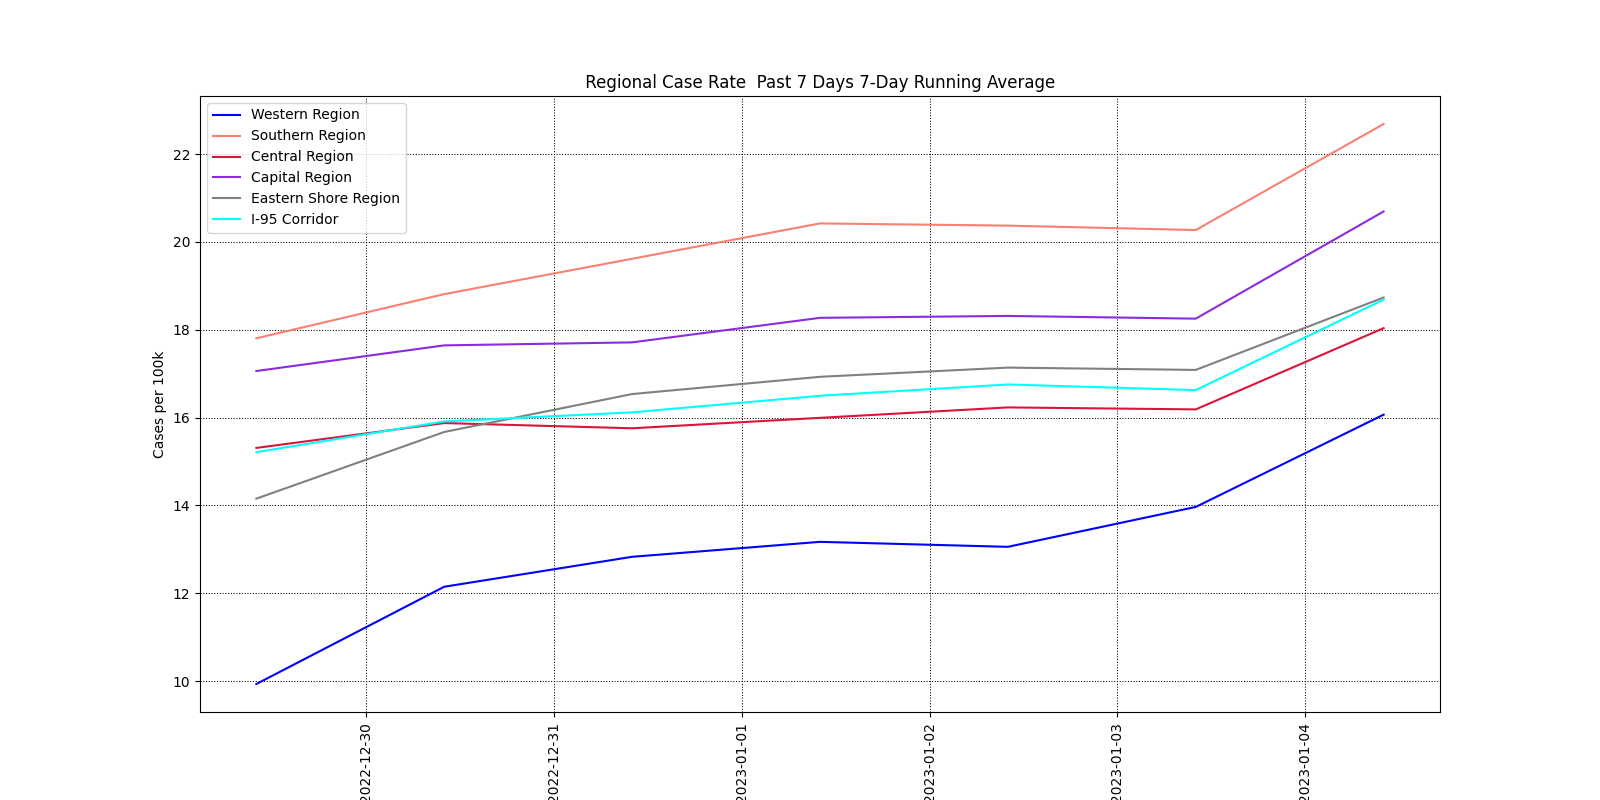 Regional Case Rate  Past 7 Days 7-Day Running Average
Western Region
Southern Region
Central Region
Capital Region
Eastern Shore Region
I-95 Corridor
Cases per 100k
22
20
18
16
14
12
10
2022-12-30
2022-12-31
2023-01-01
2023-01-02
2023-01-03
2023-01-04